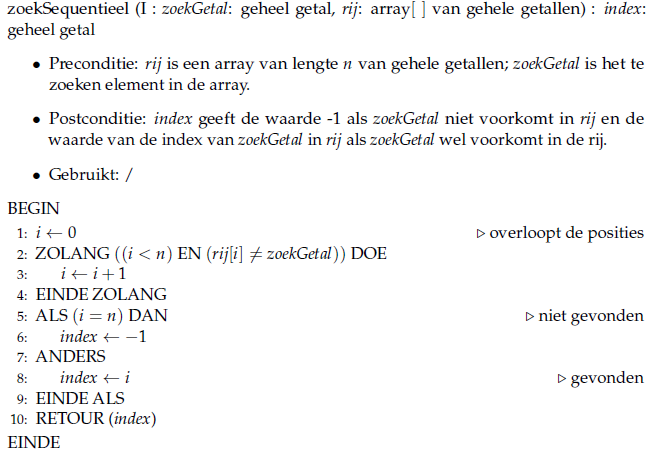 zoekSequentieel (I : zoekGetal: geheel getal, rij: array[ ] van gehele getallen) : index:
geheel getal
• Preconditie: rij is een array van lengte n van gehele getallen; zoekGetal is het te
zoeken element in de array.
• Postconditie: index geeft de waarde -1 als zoekGetal niet voorkomt in rij en de
waarde van de index van zoekGetal in rij als zoekGetal wel voorkomt in de rij.
• Gebruikt: /
BEGIN
1: i ← 0 ▷ overloopt de posities
2: ZOLANG ((i < n) EN (rij[i] ≠ zoekGetal)) DOE
3: i ← i + 1
4: EINDE ZOLANG
5: ALS (i = n) DAN ▷ niet gevonden
6: index ← −1
7: ANDERS
8: index ← i ▷ gevonden
9: EINDE ALS
10: RETOUR (index)
EINDE